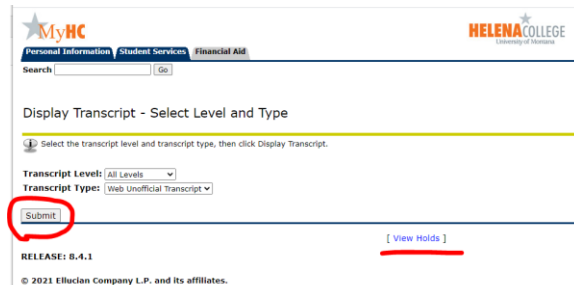 MyHC
HELENACOLLEGE
University of Montana
Personal Information Student Services Financial Aid
Search Go
Display Transcript - Select Level and Type
Select the transcript level and transcript type, then click Display Transcript.
Transcript Level: All Levels
Transcript Type: Web Unofficial Transcript
Submit
[ View Holds ]
RELEASE: 8.4.1
© 2021 Ellucian Company L.P. and its affiliates.